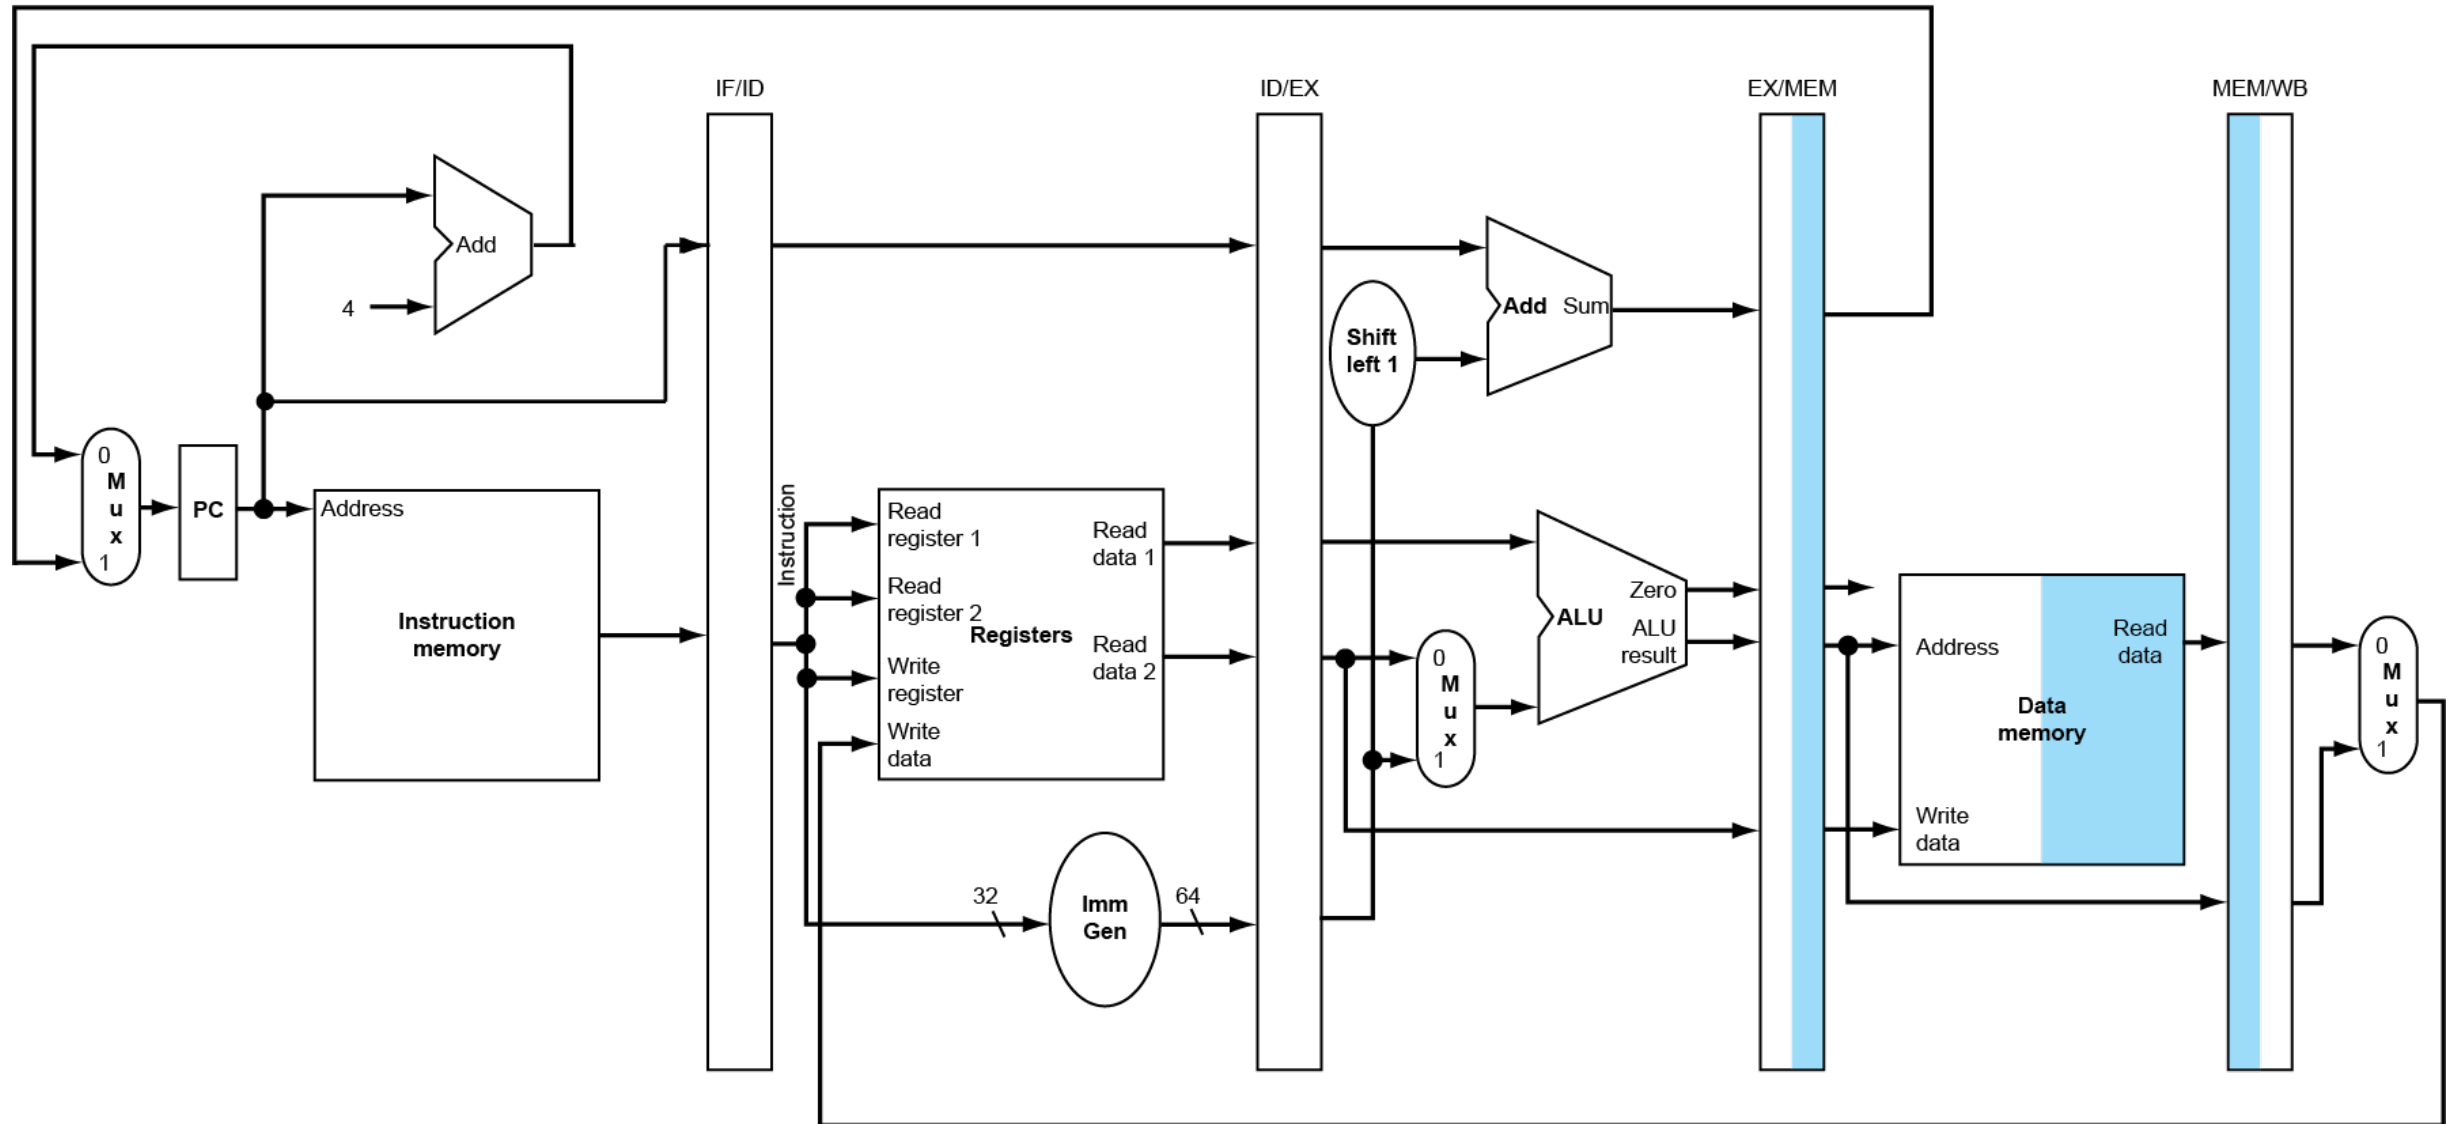 IF/ID
ID/EX
EX/MEM
MEM/WB
Add
4
Add Sum
Shift
left 1
0
M
u
x
1
PC
Address
Instruction
memory
Instruction
Read
register 1
Read
register 2
Write
register
Write
data
Registers
Read
data 1
Read
data 2
32
Imm
Gen
64
0
M
u
x
1
Zero
ALU
ALU
result
Address
Read
data
Data
memory
Write
data
0
M
u
x
1